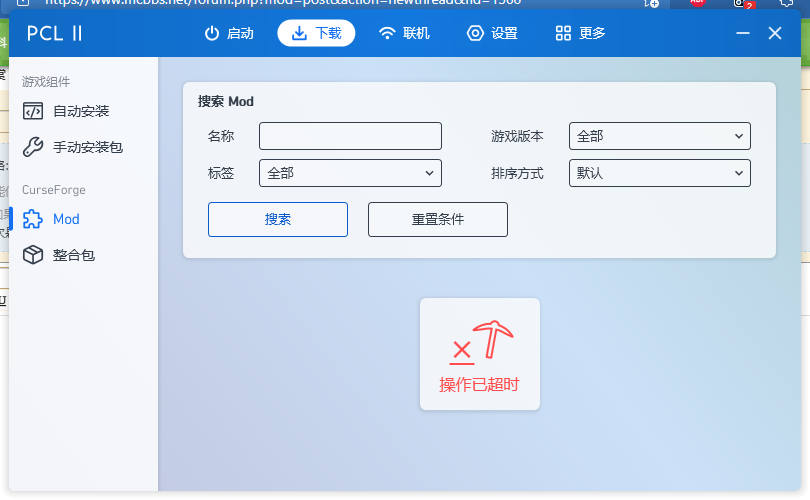 https://www.mcbbs.net/forum.php?mod=post&action=newthread&fid=1566
2
PCL II
启动
下载
联机
设置
更多
游戏组件
自动安装
手动安装包
CurseForge
Mod
整合包
搜索 Mod
名称
游戏版本
全部
标签
全部
排序方式
默认
搜索
重置条件
操作已超时